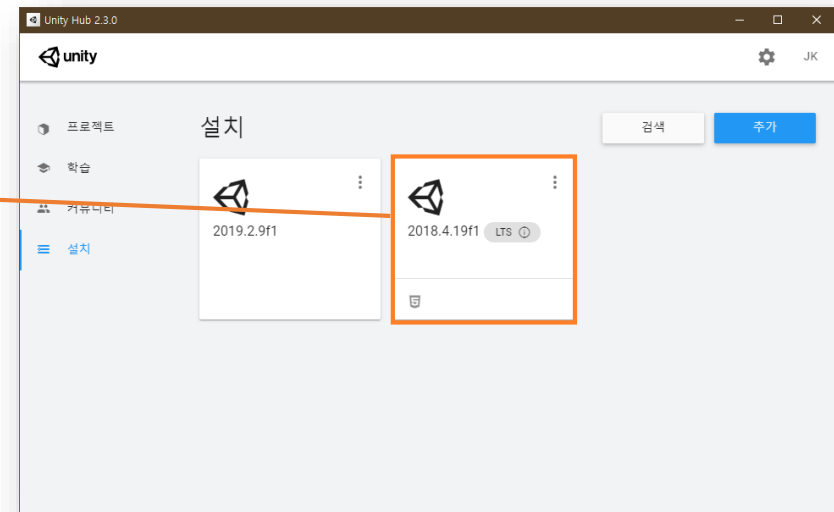 Unity Hub 2.3.0
unity
JK
프로젝트
설치
검색
추가
학습
커뮤니티
2019.2.9f1
2018.4.19f1 LTS
설치